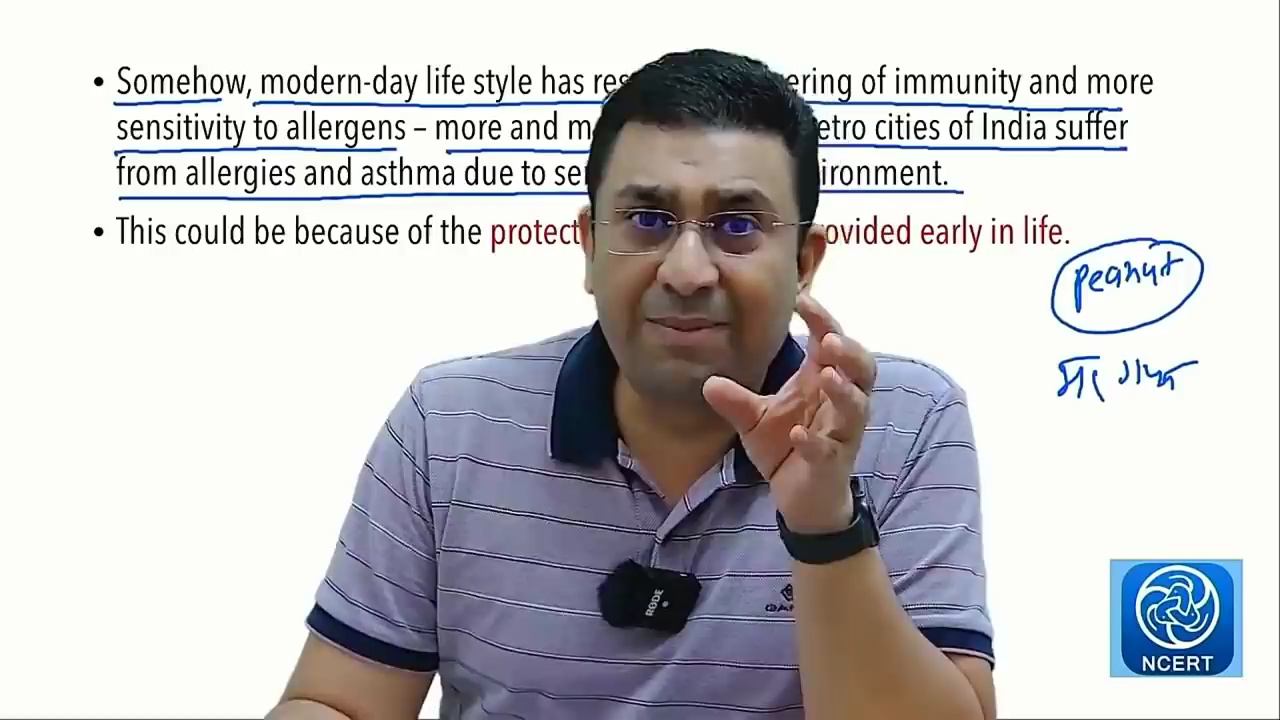 • Somehow, modern-day life style has res ering of immunity and more
sensitivity to allergens – more and m etro cities of India suffer
from allergies and asthma due to se ironment.
• This could be because of the protect ovided early in life.
peanut
RØDE
NCERT